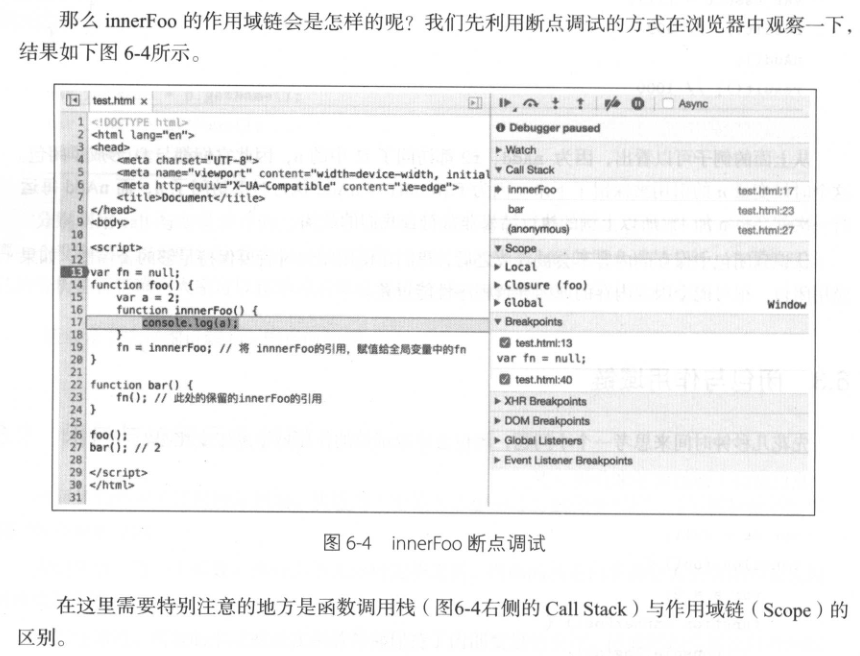 那么 innerFoo 的作用域链会是怎样的呢？我们先利用断点调试的方式在浏览器中观察一下，
结果如下图 6-4所示。
test.html ×
Async
1 <!DOCTYPE html>
2 <html lang="en">
3 <head>
4 <meta charset="UTF-8">
5 <meta name="viewport" content="width=device-width, initial
6 <meta http-equiv="X-UA-Compatible" content="ie=edge">
7 <title>Document</title>
8 </head>
9 <body>
10
11 <script>
12
13 var fn = null;
14 function foo() {
15 var a = 2;
16 function innnerFoo() {
17 console.log(a);
18 }
19 fn = innnerFoo; // 将 innnerFoo的引用，赋值给全局变量中的fn
20 }
21
22 function bar() {
23 fn(); // 此处的保留的innerFoo的引用
24 }
25
26 foo();
27 bar(); // 2
28
29 </script>
30 </html>
31
Debugger paused
Watch
Call Stack
innnerFoo test.html:17
bar test.html:23
(anonymous) test.html:27
Scope
Local
Closure (foo)
Global Window
Breakpoints
test.html:13
var fn = null;
test.html:40
XHR Breakpoints
DOM Breakpoints
Global Listeners
Event Listener Breakpoints
图 6-4 innerFoo 断点调试
在这里需要特别注意的地方是函数调用栈（图6-4右侧的 Call Stack）与作用域链（Scope）的
区别。